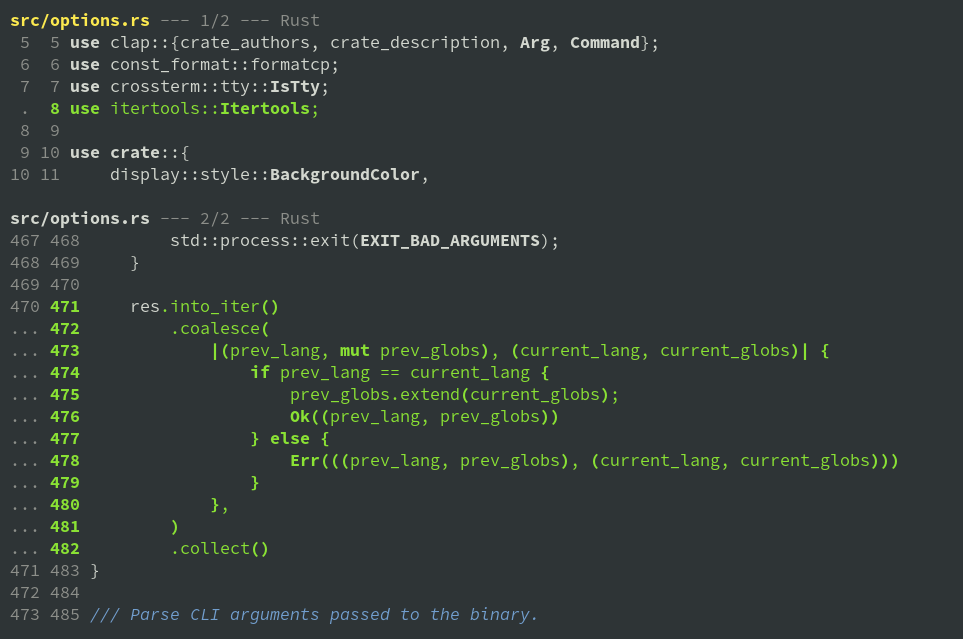 src/options.rs --- 1/2 --- Rust
 5  5 use clap::{crate_authors, crate_description, Arg, Command};
 6  6 use const_format::formatcp;
 7  7 use crossterm::tty::IsTty;
 .  8 use itertools::Itertools;
 8  9
 9 10 use crate::{
10 11     display::style::BackgroundColor,

src/options.rs --- 2/2 --- Rust
467 468         std::process::exit(EXIT_BAD_ARGUMENTS);
468 469     }
469 470
470 471     res.into_iter()
... 472         .coalesce(
... 473             |(prev_lang, mut prev_globs), (current_lang, current_globs)| {
... 474                 if prev_lang == current_lang {
... 475                     prev_globs.extend(current_globs);
... 476                     Ok((prev_lang, prev_globs))
... 477                 } else {
... 478                     Err(((prev_lang, prev_globs), (current_lang, current_globs)))
... 479                 }
... 480             },
... 481         )
... 482         .collect()
471 483 }
472 484
473 485 /// Parse CLI arguments passed to the binary.